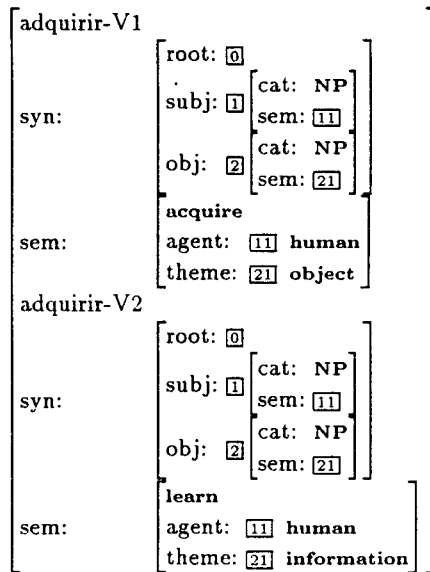 adquirir-V1
syn:
root: 0
subj: 1
cat: NP
sem: 11
obj: 2
cat: NP
sem: 21
sem:
acquire
agent: 11 human
theme: 21 object
adquirir-V2
syn:
root: 0
subj: 1
cat: NP
sem: 11
obj: 2
cat: NP
sem: 21
sem:
learn
agent: 11 human
theme: 21 information